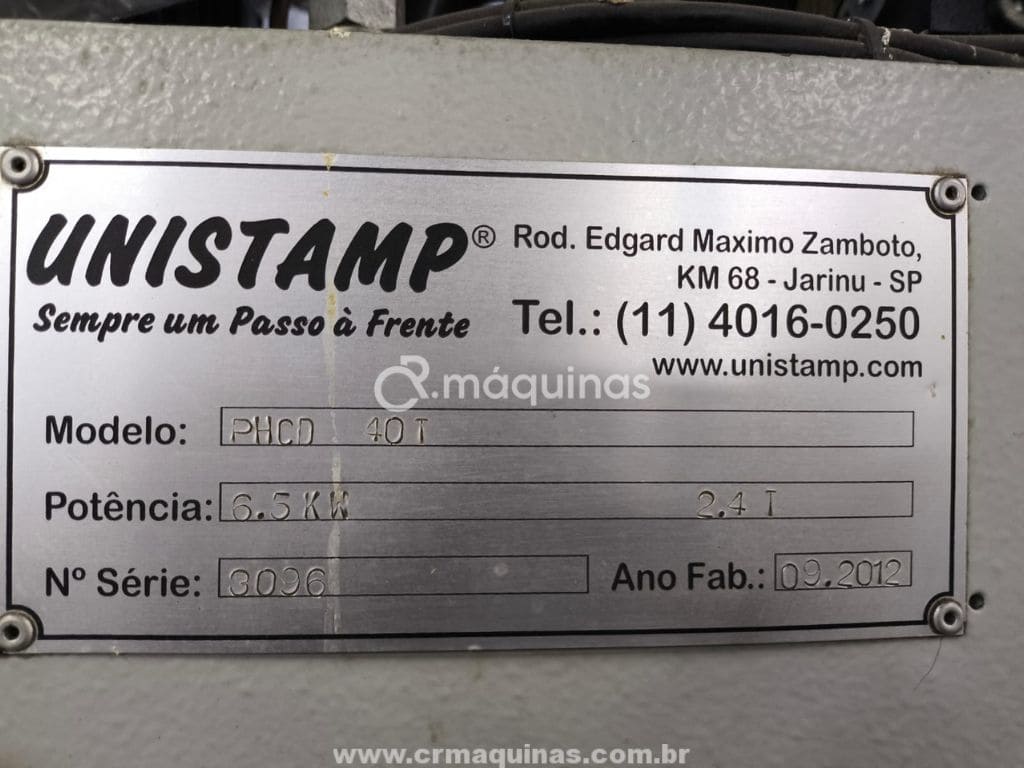 UNISTAMP®
Sempre um Passo à Frente
Rod. Edgard Maximo Zamboto,
KM 68 - Jarinu - SP
Tel.: (11) 4016-0250
www.unistamp.com
CR.máquinas
Modelo: PHCD 40T
Potência: 6.5KW 2.4 T
Nº Série: 3096
Ano Fab.: 09.2012
www.crmaquinas.com.br